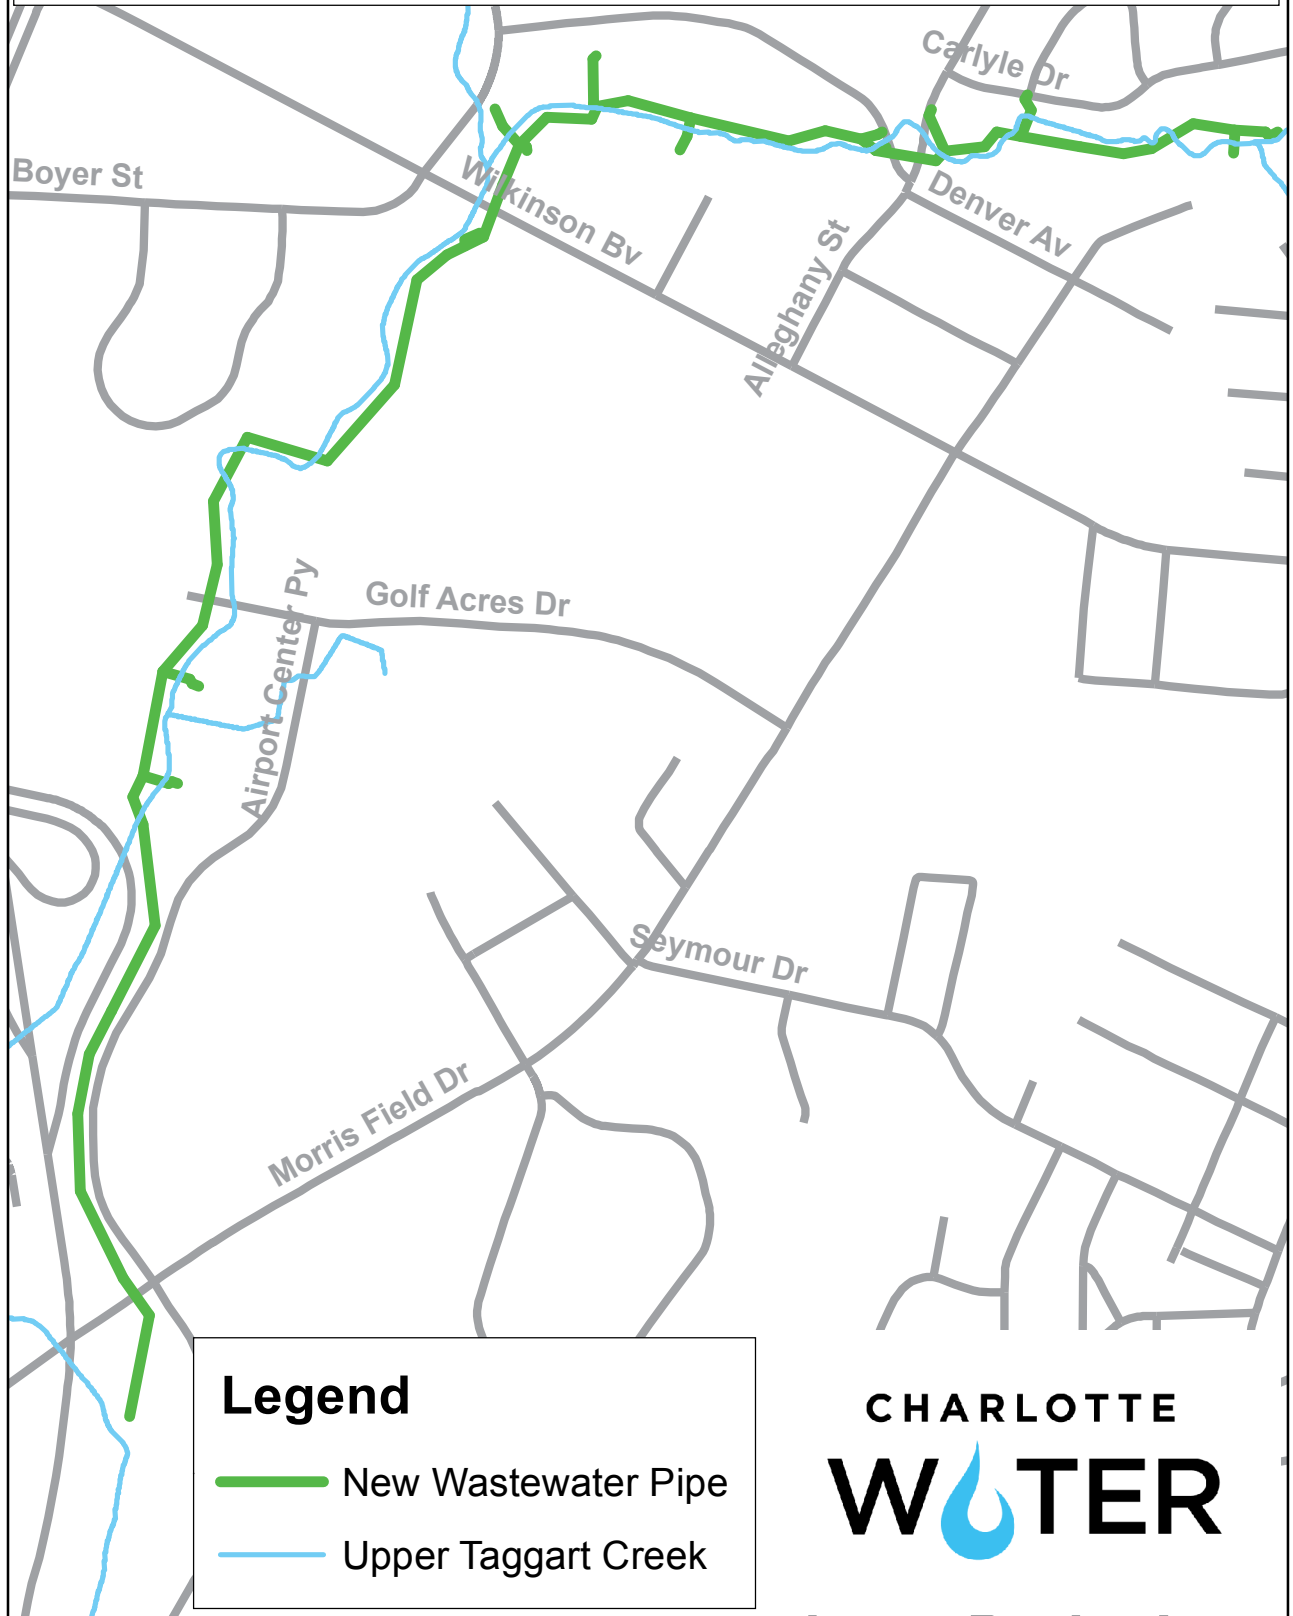 Carlyle Dr
Boyer St
Wilkinson Bv
Denver Av
Alleghany St
Golf Acres Dr
Airport Center Py
Seymour Dr
Morris Field Dr
Legend
New Wastewater Pipe
Upper Taggart Creek
CHARLOTTE
WATER